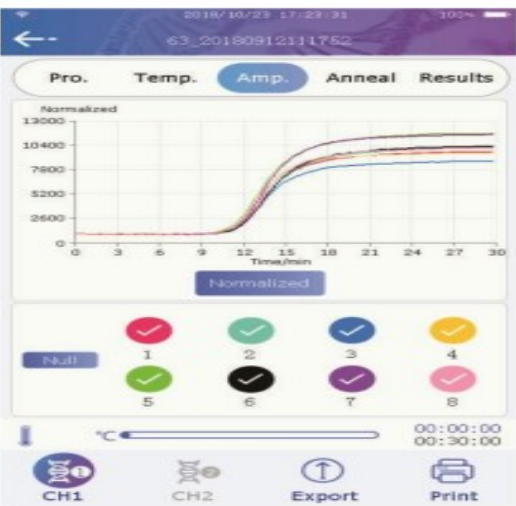 2018/10/23 17:23:31 100%
63_20180912111752
Pro. Temp. Amp. Anneal Results
Normalized
13000
10400
7800
5200
2600
0
0 3 6 9 12 15 18 21 24 27 30
Time/min
Normalized
1 2 3 4
Null
5 6 7 8
°C
00:00:00
00:30:00
CH1 CH2 Export Print